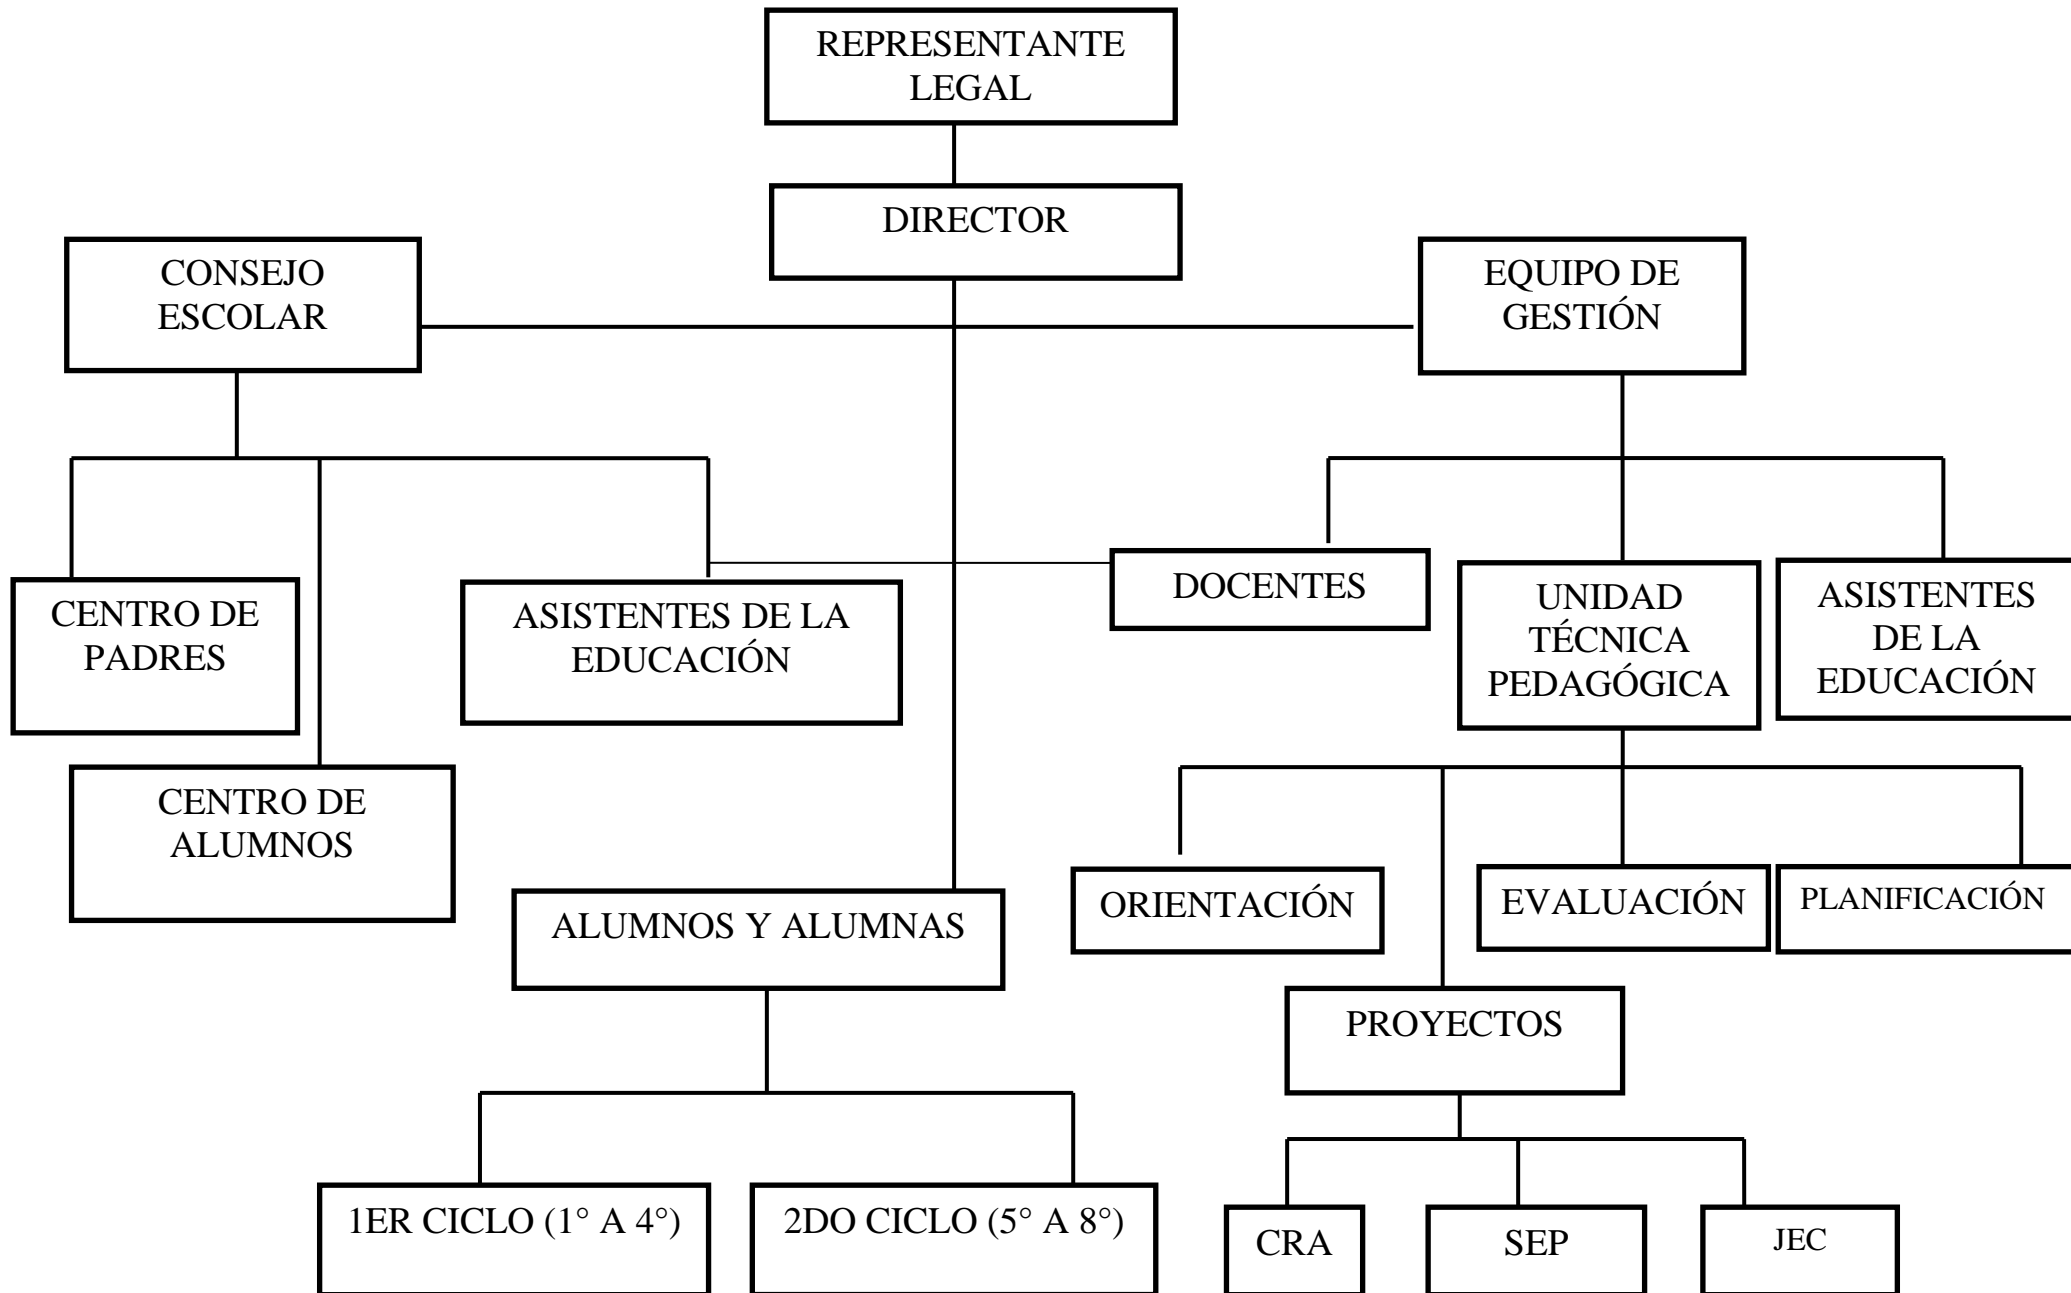 REPRESENTANTE
LEGAL
DIRECTOR
CONSEJO
ESCOLAR
EQUIPO DE
GESTIÓN
CENTRO DE
PADRES
ASISTENTES DE LA
EDUCACIÓN
DOCENTES
UNIDAD
TÉCNICA
PEDAGÓGICA
ASISTENTES
DE LA
EDUCACIÓN
CENTRO DE
ALUMNOS
ALUMNOS Y ALUMNAS
ORIENTACIÓN
EVALUACIÓN
PLANIFICACIÓN
PROYECTOS
1ER CICLO (1° A 4°)
2DO CICLO (5° A 8°)
CRA
SEP
JEC